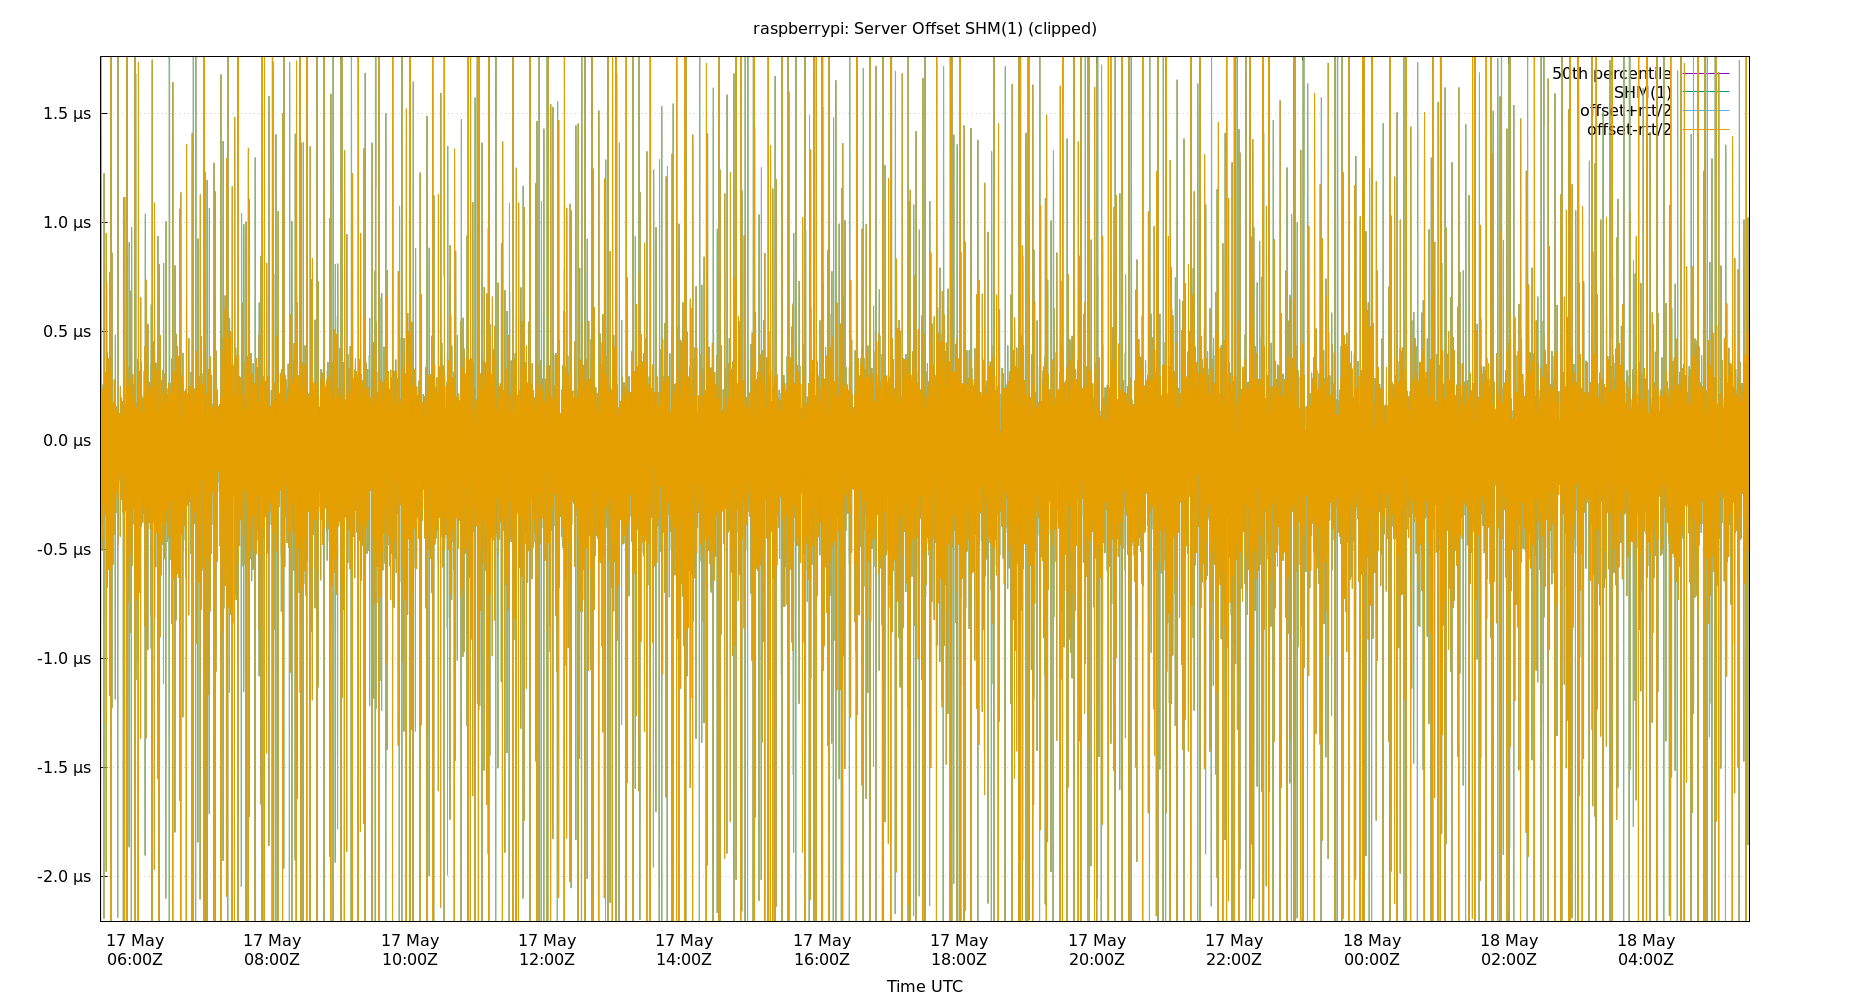 raspberrypi: Server Offset SHM(1) (clipped)
50th percentile
SHM(1)
offset+rtt/2
offset-rtt/2
1.5 µs
1.0 µs
0.5 µs
0.0 µs
-0.5 µs
-1.0 µs
-1.5 µs
-2.0 µs
17 May 17 May 17 May 17 May 17 May 17 May 17 May 17 May 17 May 18 May 18 May 18 May
06:00Z 08:00Z 10:00Z 12:00Z 14:00Z 16:00Z 18:00Z 20:00Z 22:00Z 00:00Z 02:00Z 04:00Z
Time UTC